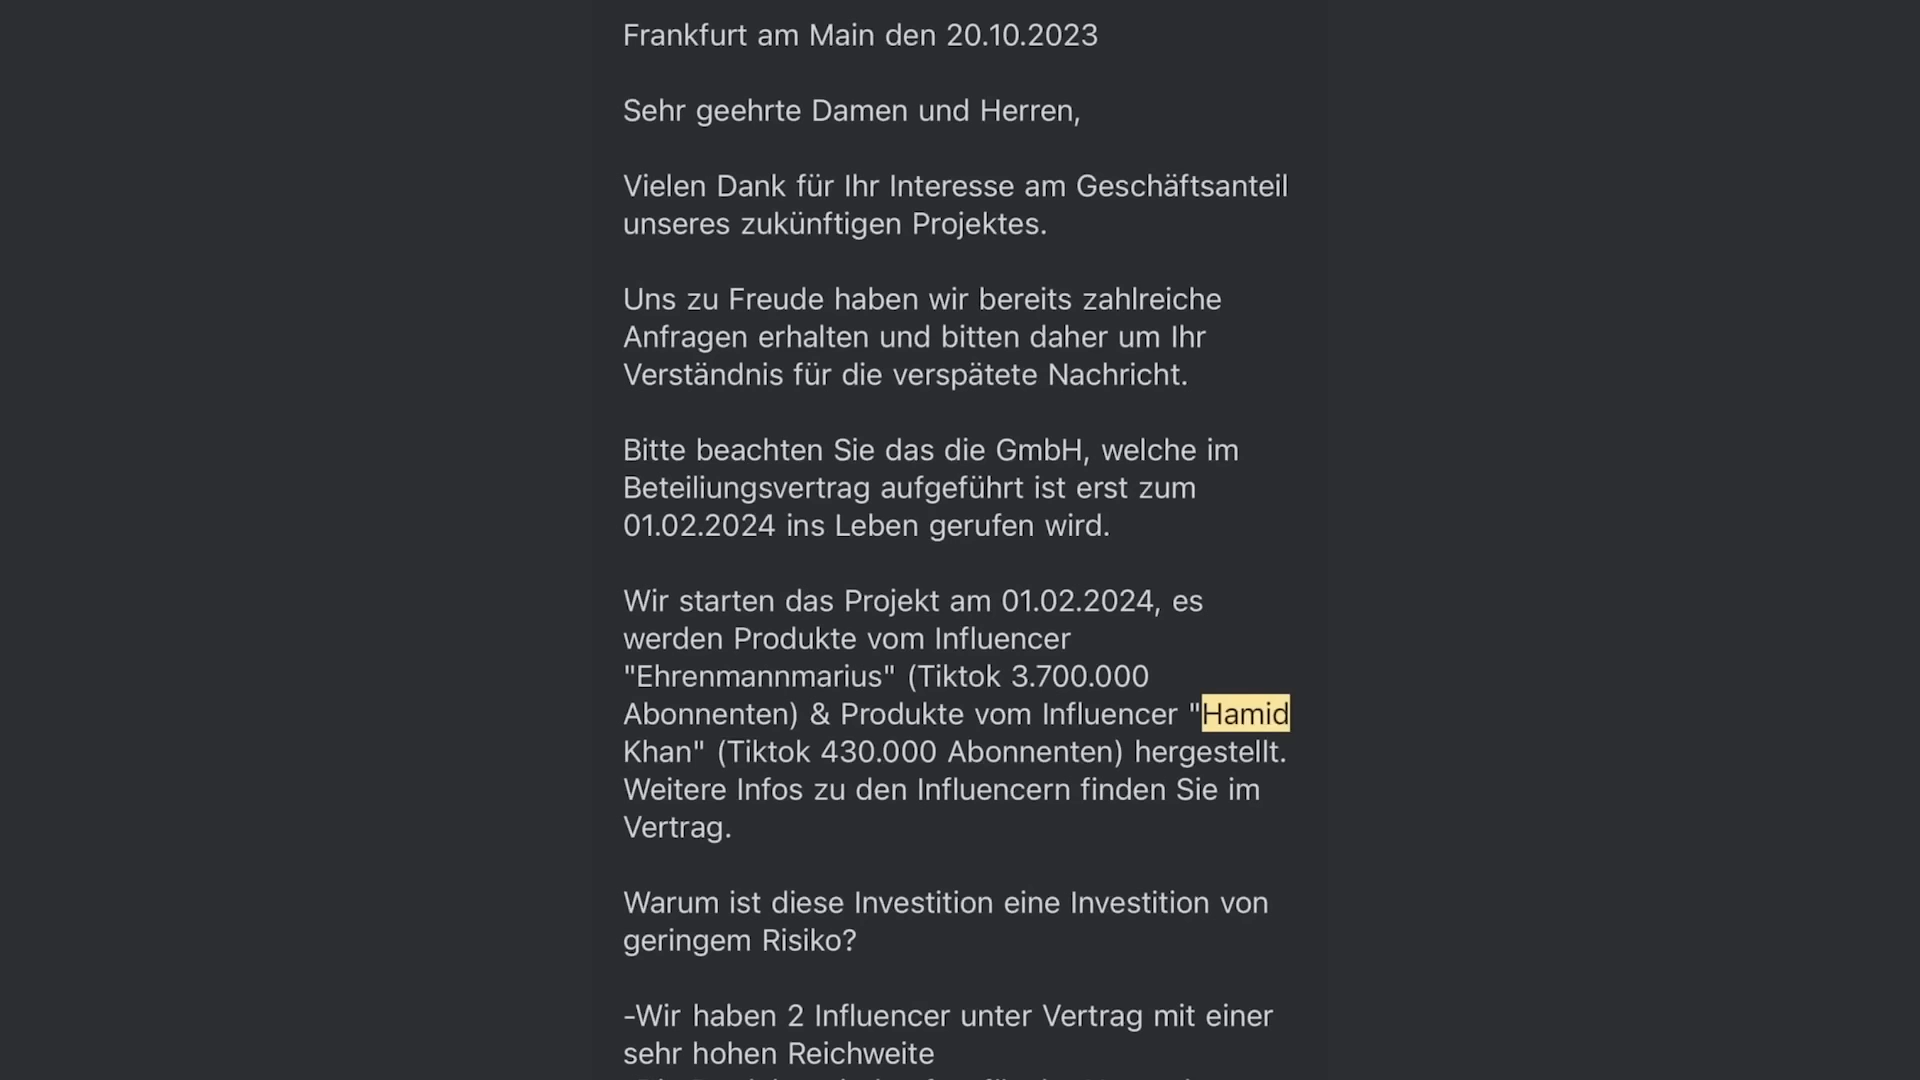 Frankfurt am Main den 20.10.2023
Sehr geehrte Damen und Herren,
Vielen Dank für Ihr Interesse am Geschäftsanteil
unseres zukünftigen Projektes.
Uns zu Freude haben wir bereits zahlreiche
Anfragen erhalten und bitten daher um Ihr
Verständnis für die verspätete Nachricht.
Bitte beachten Sie das die GmbH, welche im
Beteiliungsvertrag aufgeführt ist erst zum
01.02.2024 ins Leben gerufen wird.
Wir starten das Projekt am 01.02.2024, es
werden Produkte vom Influencer
"Ehrenmannmarius" (Tiktok 3.700.000
Abonnenten) & Produkte vom Influencer "Hamid
Khan" (Tiktok 430.000 Abonnenten) hergestellt.
Weitere Infos zu den Influencern finden Sie im
Vertrag.
Warum ist diese Investition eine Investition von
geringem Risiko?
-Wir haben 2 Influencer unter Vertrag mit einer
sehr hohen Reichweite